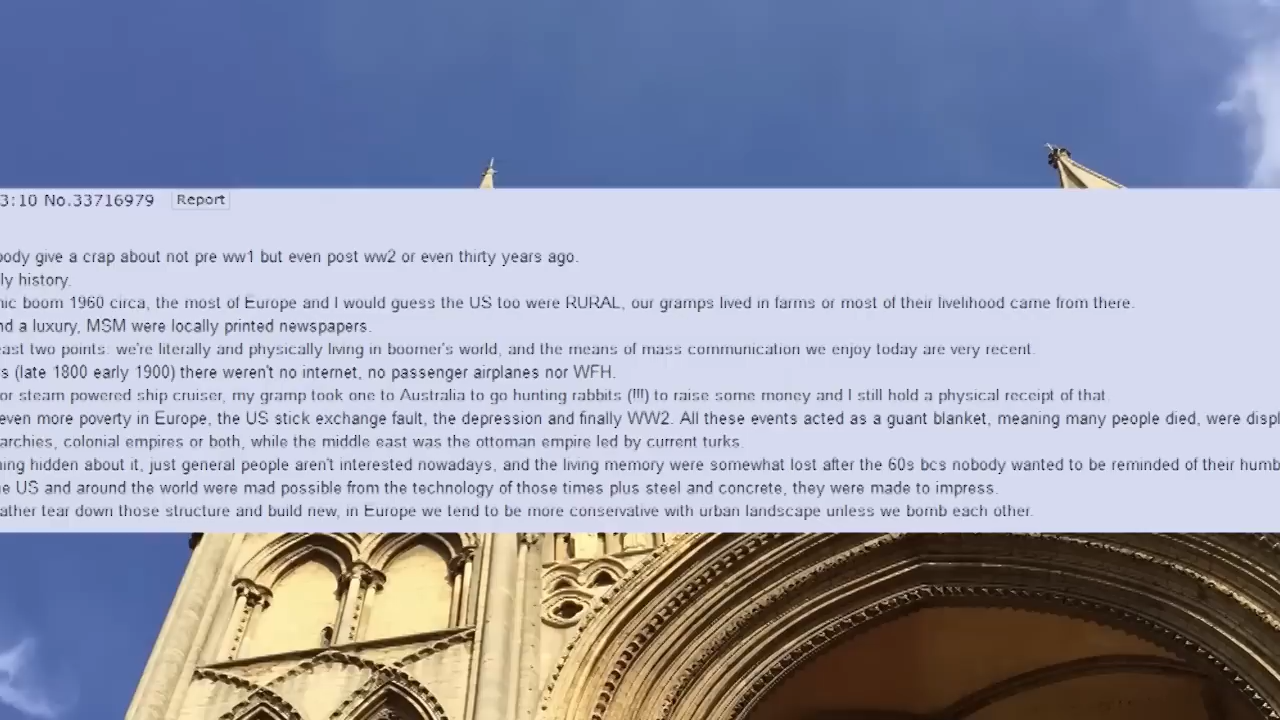 3:10 No.33716979 Report
body give a crap about not pre ww1 but even post ww2 or even thirty years ago.
ly history.
nic boom 1960 circa, the most of Europe and I would guess the US too were RURAL, our gramps lived in farms or most of their livelihood came from there.
nd a luxury, MSM were locally printed newspapers.
east two points: we're literally and physically living in boomer's world, and the means of mass communication we enjoy today are very recent.
s (late 1800 early 1900) there weren't no internet, no passenger airplanes nor WFH.
or steam powered ship cruiser, my gramp took one to Australia to go hunting rabbits (!!!) to raise some money and I still hold a physical receipt of that.
even more poverty in Europe, the US stick exchange fault, the depression and finally WW2. All these events acted as a guant blanket, meaning many people died, were displ
archies, colonial empires or both, while the middle east was the ottoman empire led by current turks.
hing hidden about it, just general people aren't interested nowadays, and the living memory were somewhat lost after the 60s bcs nobody wanted to be reminded of their humb
e US and around the world were mad possible from the technology of those times plus steel and concrete, they were made to impress.
ather tear down those structure and build new, in Europe we tend to be more conservative with urban landscape unless we bomb each other.